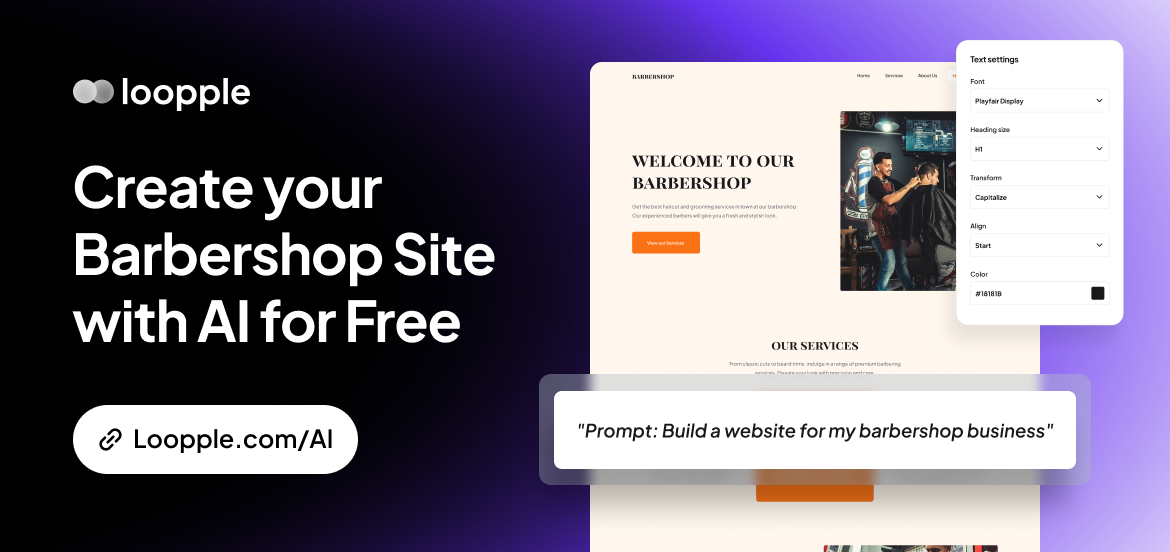 loopple
Create your
Barbershop Site
with AI for Free
Loopple.com/AI
BARBERSHOP
Home Services About Us
WELCOME TO OUR
BARBERSHOP
Get the best haircut and grooming services in town at our barbershop.
Our experienced barbers will give you a fresh and stylish look.
View our Services
OUR SERVICES
From classic cuts to beard trims, indulge in a range of premium barbering
services. Elevate your look with precision and care.
"Prompt: Build a website for my barbershop business"
Text settings
Font
Playfair Display
Heading size
H1
Transform
Capitalize
Align
Start
Color
#18181B